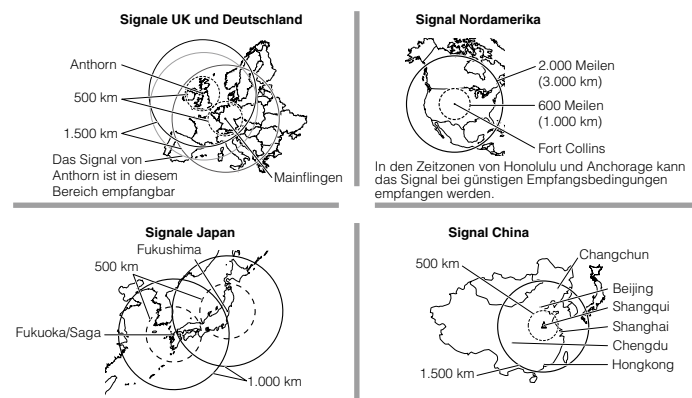 Signale UK und Deutschland
Anthorn
500 km
1.500 km
Das Signal von
Anthorn ist in diesem
Bereich empfangbar
Mainflingen
Signal Nordamerika
2.000 Meilen
(3.000 km)
600 Meilen
(1.000 km)
Fort Collins
In den Zeitzonen von Honolulu und Anchorage kann
das Signal bei günstigen Empfangsbedingungen
empfangen werden.
Signale Japan
Fukushima
500 km
Fukuoka/Saga
1.000 km
Signal China
Changchun
500 km
Beijing
Shangqui
Shanghai
Chengdu
1.500 km
Hongkong